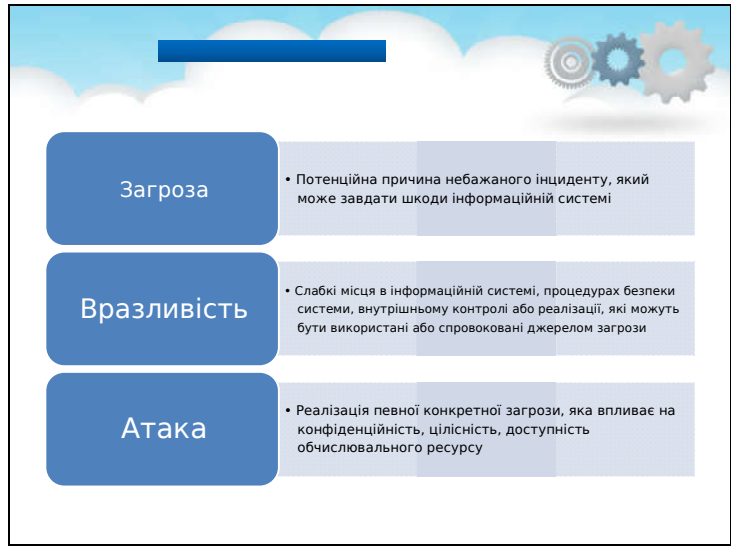 Загроза
• Потенційна причина небажаного інциденту, який
може завдати шкоди інформаційній системі
Вразливість
• Слабкі місця в інформаційній системі, процедурах безпеки
системи, внутрішньому контролі або реалізації, які можуть
бути використані або спровоковані джерелом загрози
Атака
• Реалізація певної конкретної загрози, яка впливає на
конфіденційність, цілісність, доступність
обчислювального ресурсу